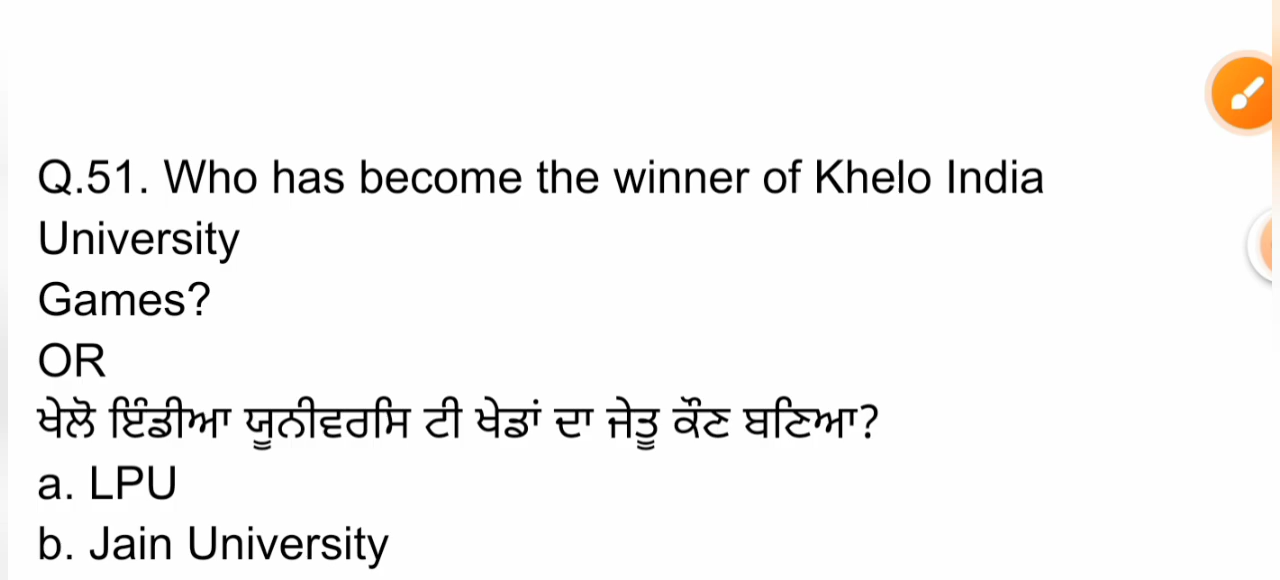 Q.51. Who has become the winner of Khelo India
University
Games?
OR
ਖੇਲੋ ਇੰਡੀਆ ਯੂਨੀਵਰਸਿ ਟੀ ਖੇਡਾਂ ਦਾ ਜੇਤੂ ਕੌਣ ਬਣਿਆ?
a. LPU
b. Jain University